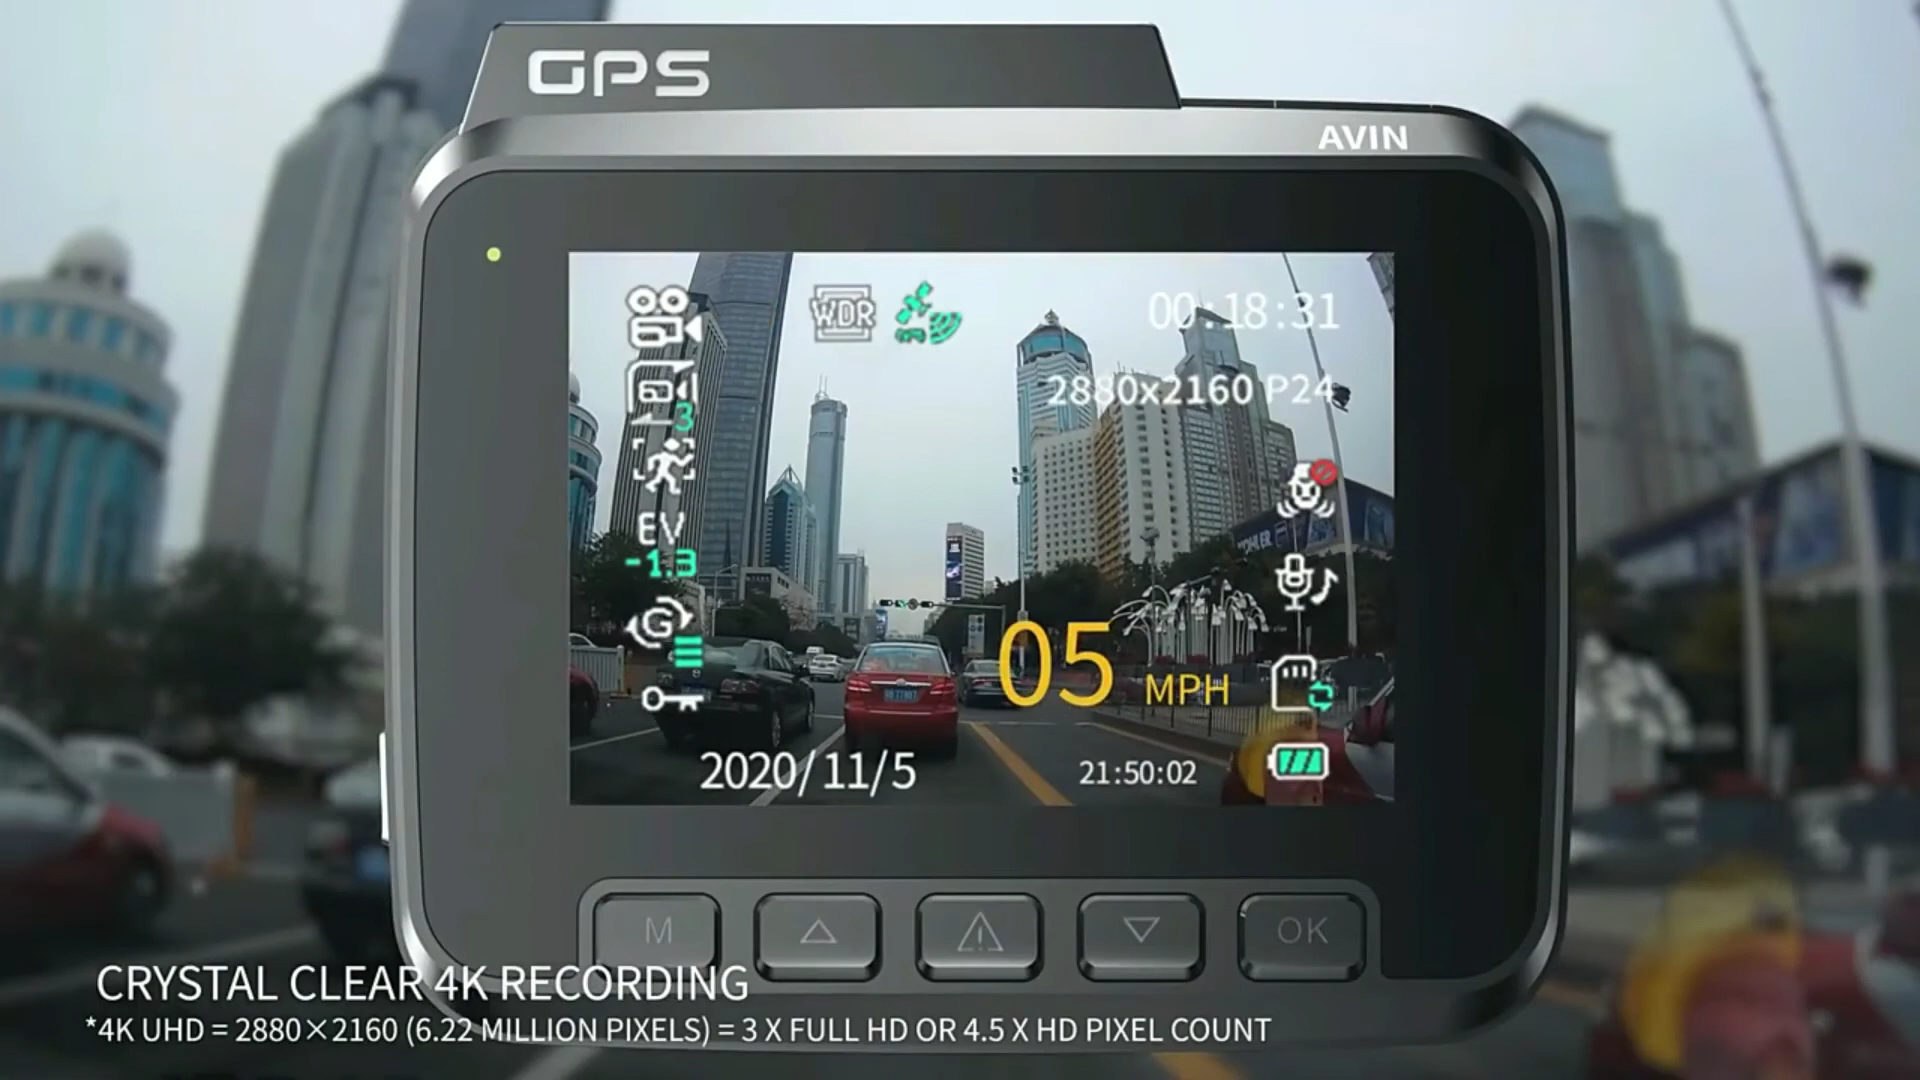 GPS
AVIN
WDR
00:18:31
2880x2160 P24
3
EV
-1.3
G
05 MPH
2020/11/5
21:50:02
M
OK
CRYSTAL CLEAR 4K RECORDING
*4K UHD = 2880×2160 (6.22 MILLION PIXELS) = 3 X FULL HD OR 4.5 X HD PIXEL COUNT